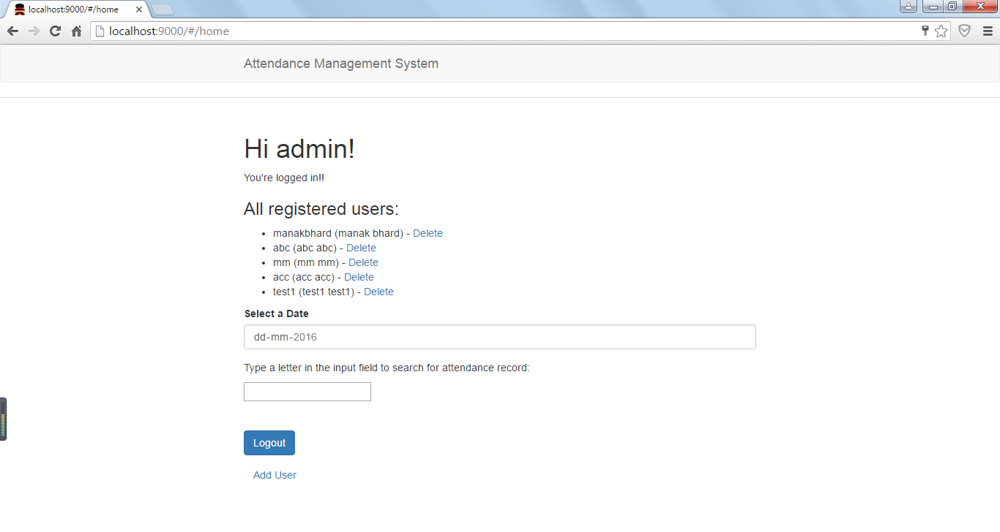 localhost:9000/#/home
localhost:9000/#/home
Attendance Management System
Hi admin!
You're logged in!!
All registered users:
manakbhard (manak bhard) - Delete
abc (abc abc) - Delete
mm (mm mm) - Delete
acc (acc acc) - Delete
test1 (test1 test1) - Delete
Select a Date
dd-mm-2016
Type a letter in the input field to search for attendance record:
Logout
Add User